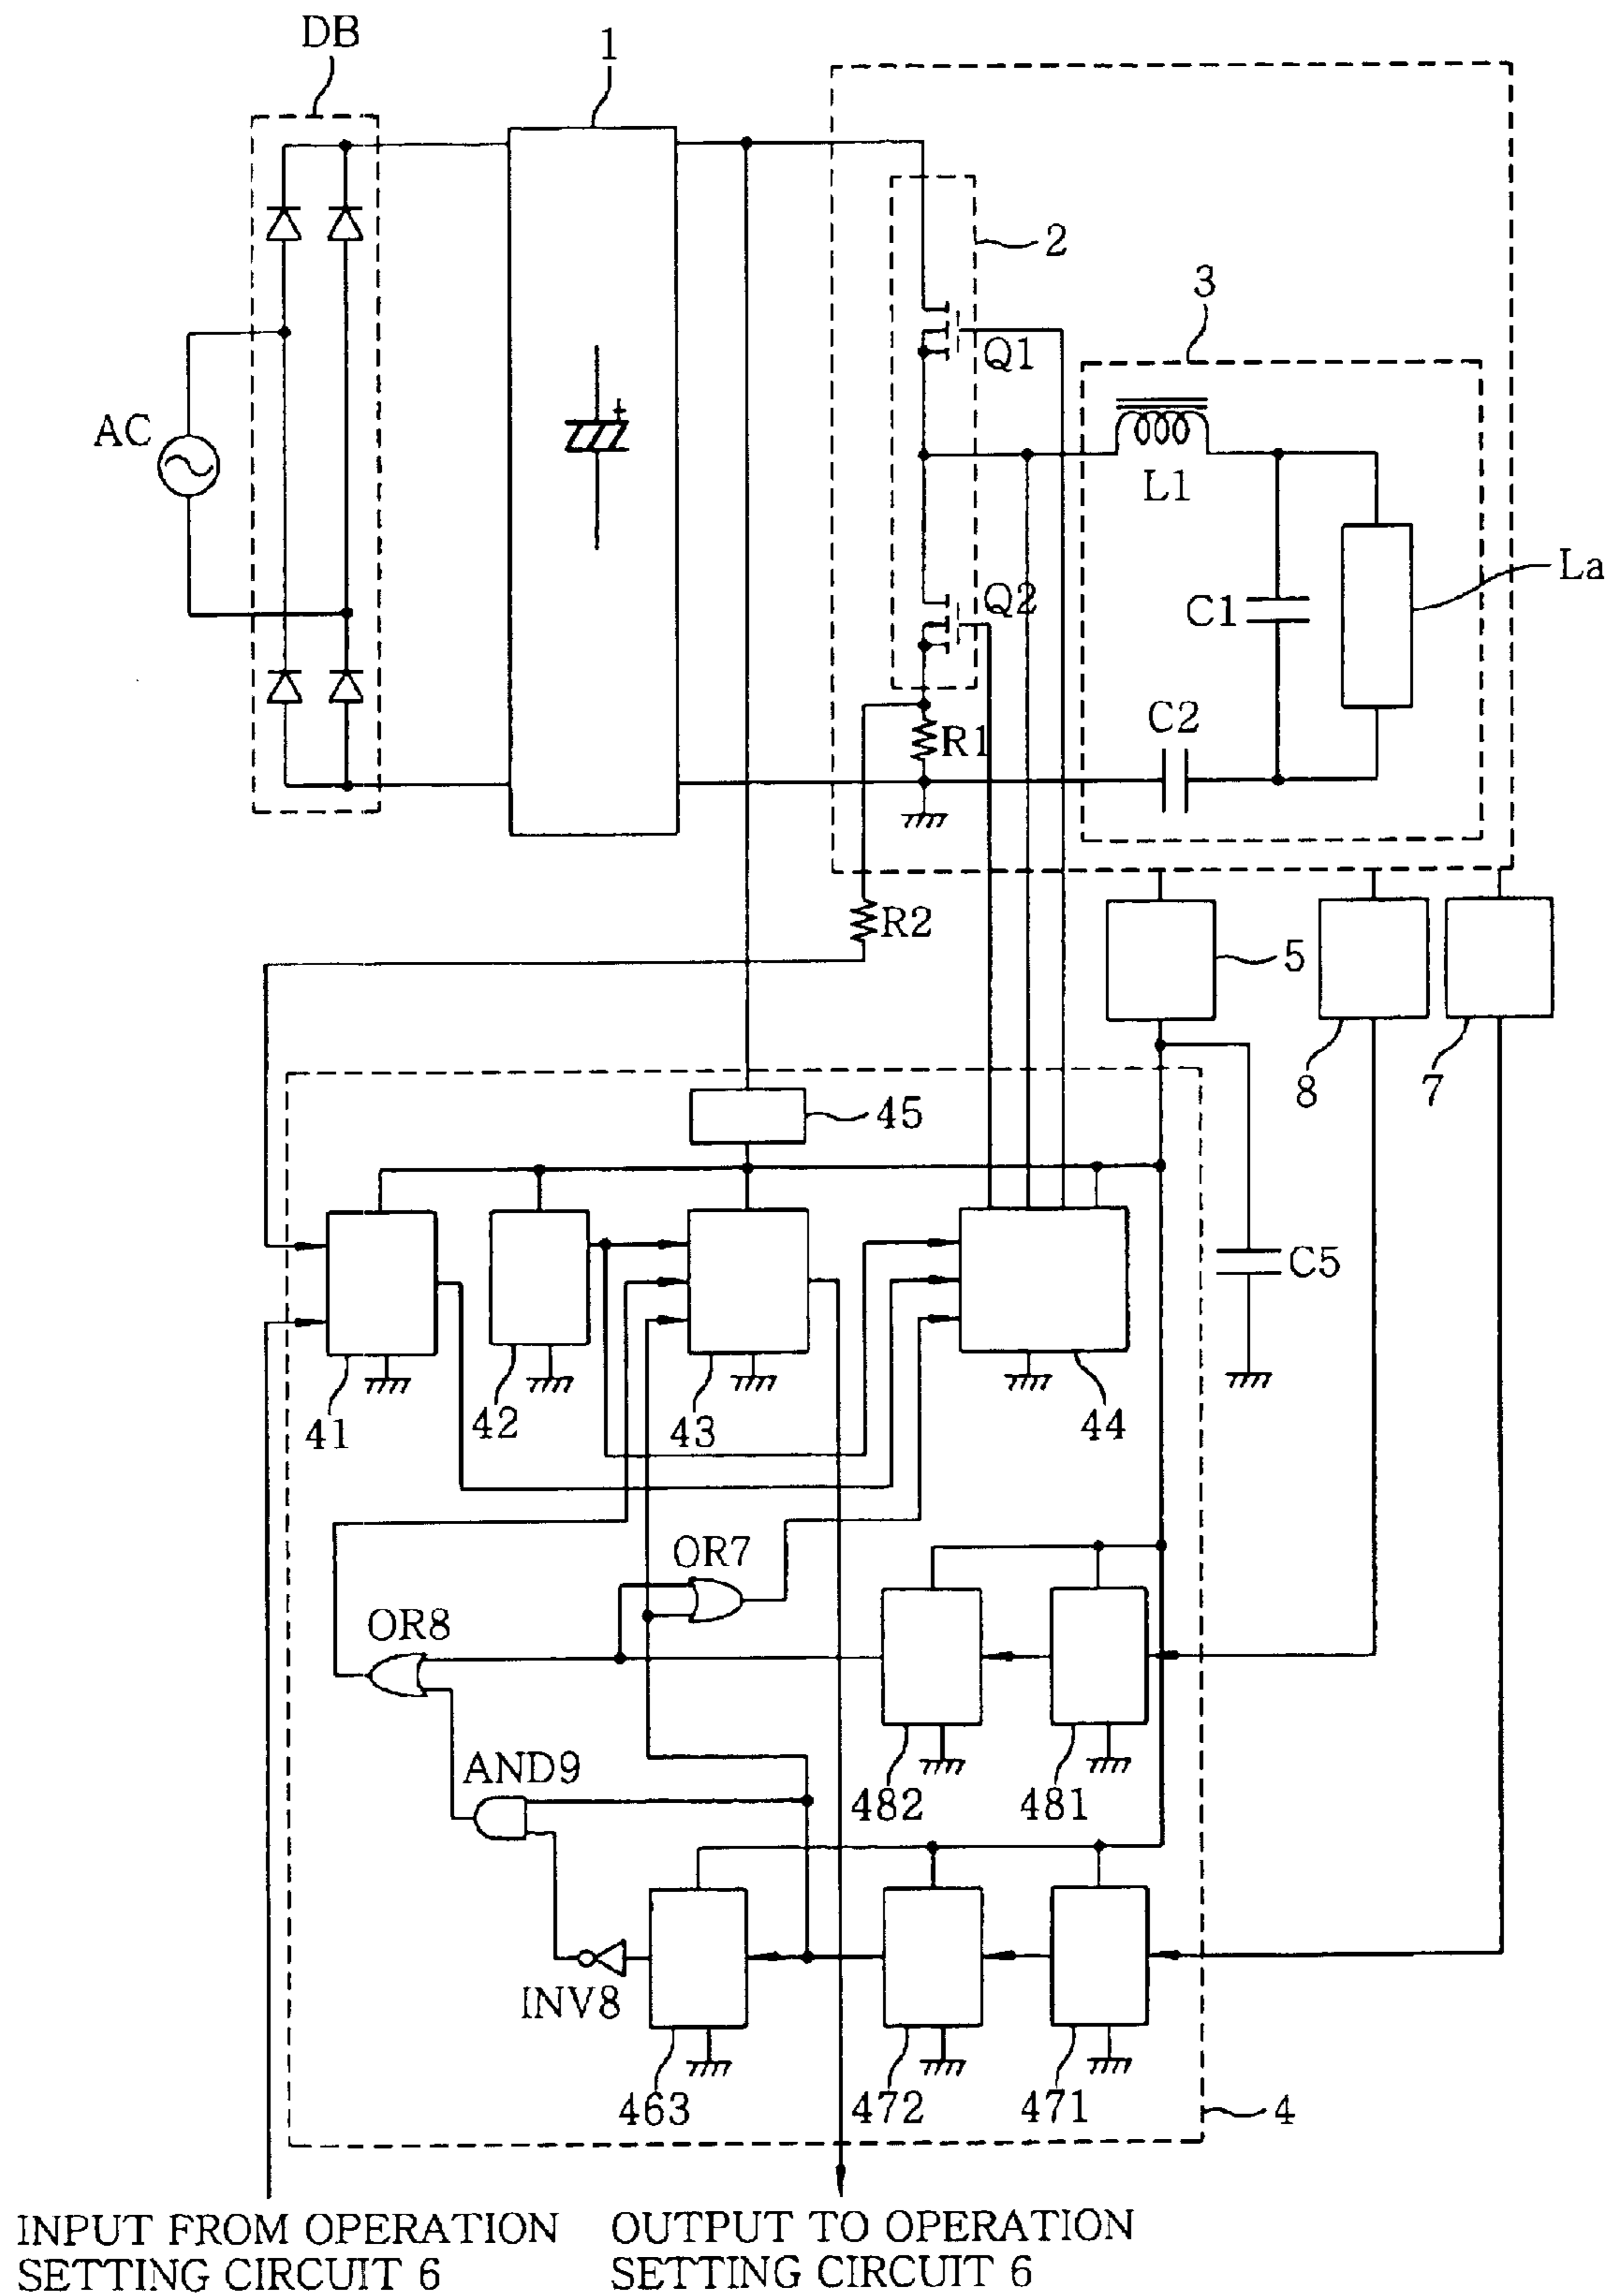 DB
1
2
3
Q1
AC
L1
La
Q2
C1
C2
R1
R2
5
8
7
45
C5
41
42
43
44
OR7
OR8
AND9
482
481
INV8
463
472
471
4
INPUT FROM OPERATION
SETTING CIRCUIT 6
OUTPUT TO OPERATION
SETTING CIRCUIT 6